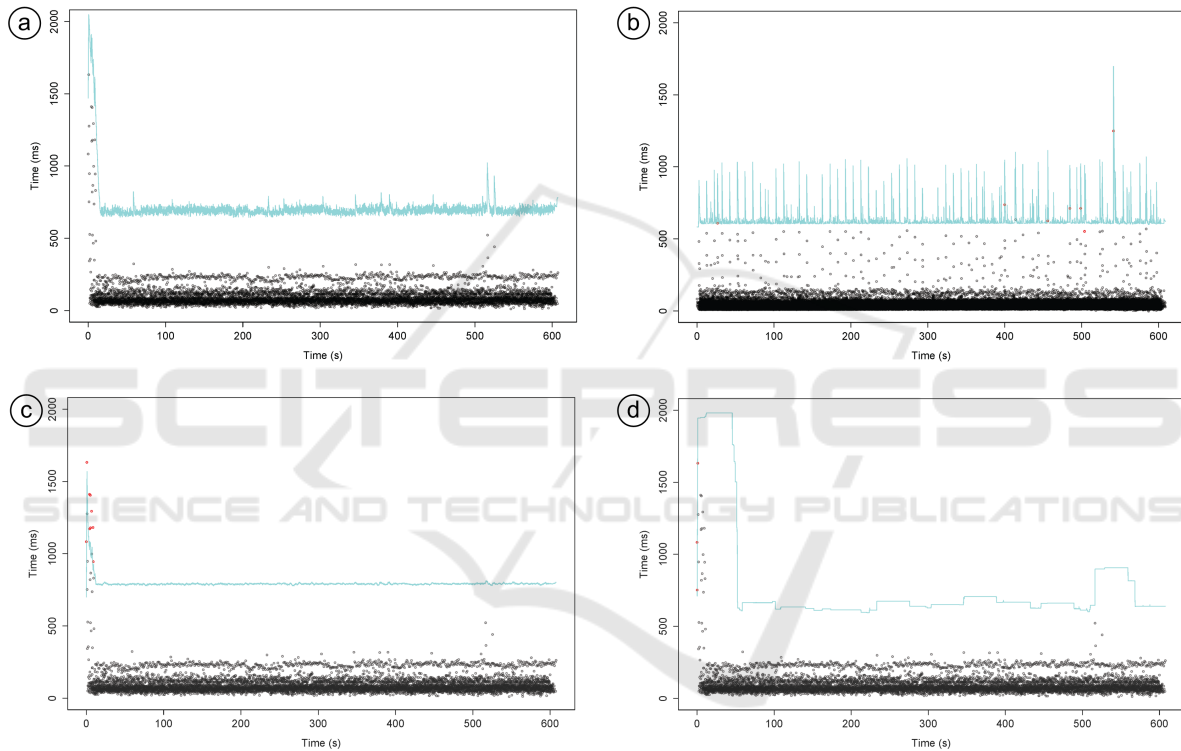 a
2000
1500
1000
500
0
Time (ms)
0 100 200 300 400 500 600
Time (s)
b
2000
1500
1000
500
0
Time (ms)
0 100 200 300 400 500 600
Time (s)
SCITEPRESS
SCIENCE AND TECHNOLOGY PUBLICATIONS
c
2000
1500
1000
500
0
Time (ms)
0 100 200 300 400 500 600
Time (s)
d
2000
1500
1000
500
0
Time (ms)
0 100 200 300 400 500 600
Time (s)